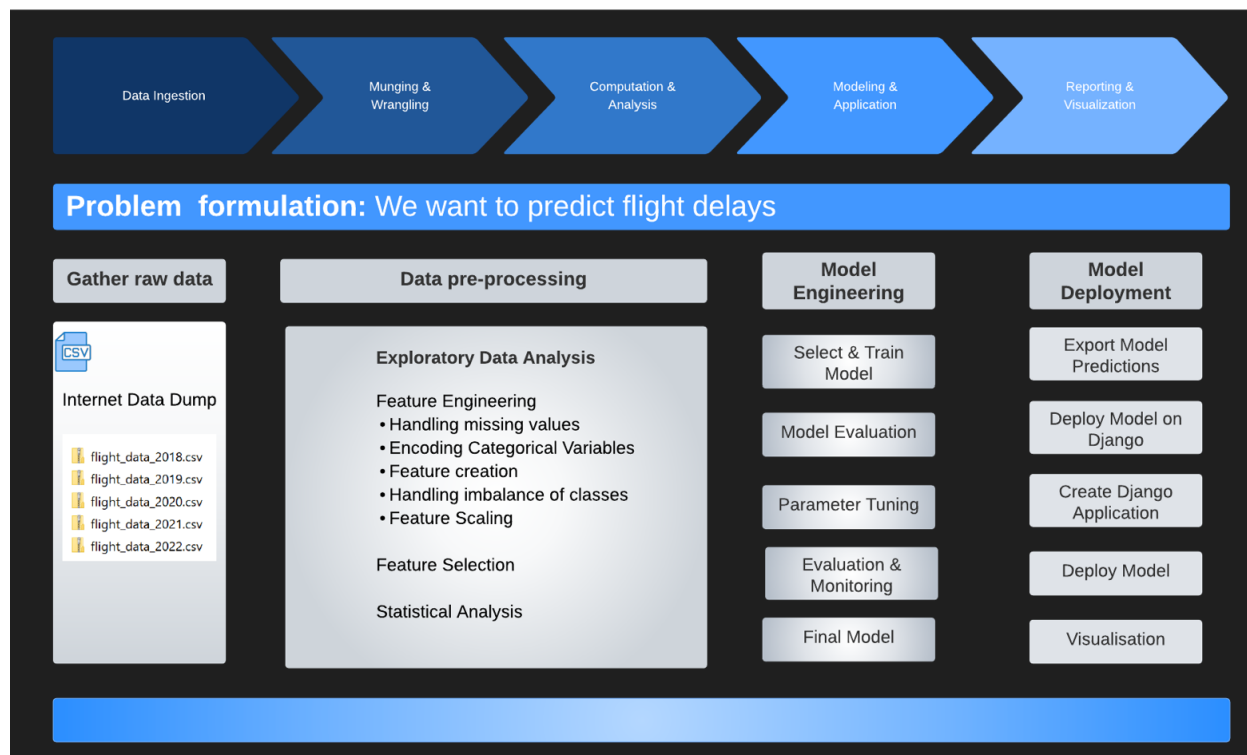 Data Ingestion
Munging &
Wrangling
Computation &
Analysis
Modeling &
Application
Reporting &
Visualization
Problem formulation: We want to predict flight delays
Gather raw data
CSV
Internet Data Dump
flight_data_2018.csv
flight_data_2019.csv
flight_data_2020.csv
flight_data_2021.csv
flight_data_2022.csv
Data pre-processing
Exploratory Data Analysis
Feature Engineering
• Handling missing values
• Encoding Categorical Variables
• Feature creation
• Handling imbalance of classes
• Feature Scaling
Feature Selection
Statistical Analysis
Model
Engineering
Select & Train
Model
Model Evaluation
Parameter Tuning
Evaluation &
Monitoring
Final Model
Model
Deployment
Export Model
Predictions
Deploy Model on
Django
Create Django
Application
Deploy Model
Visualisation